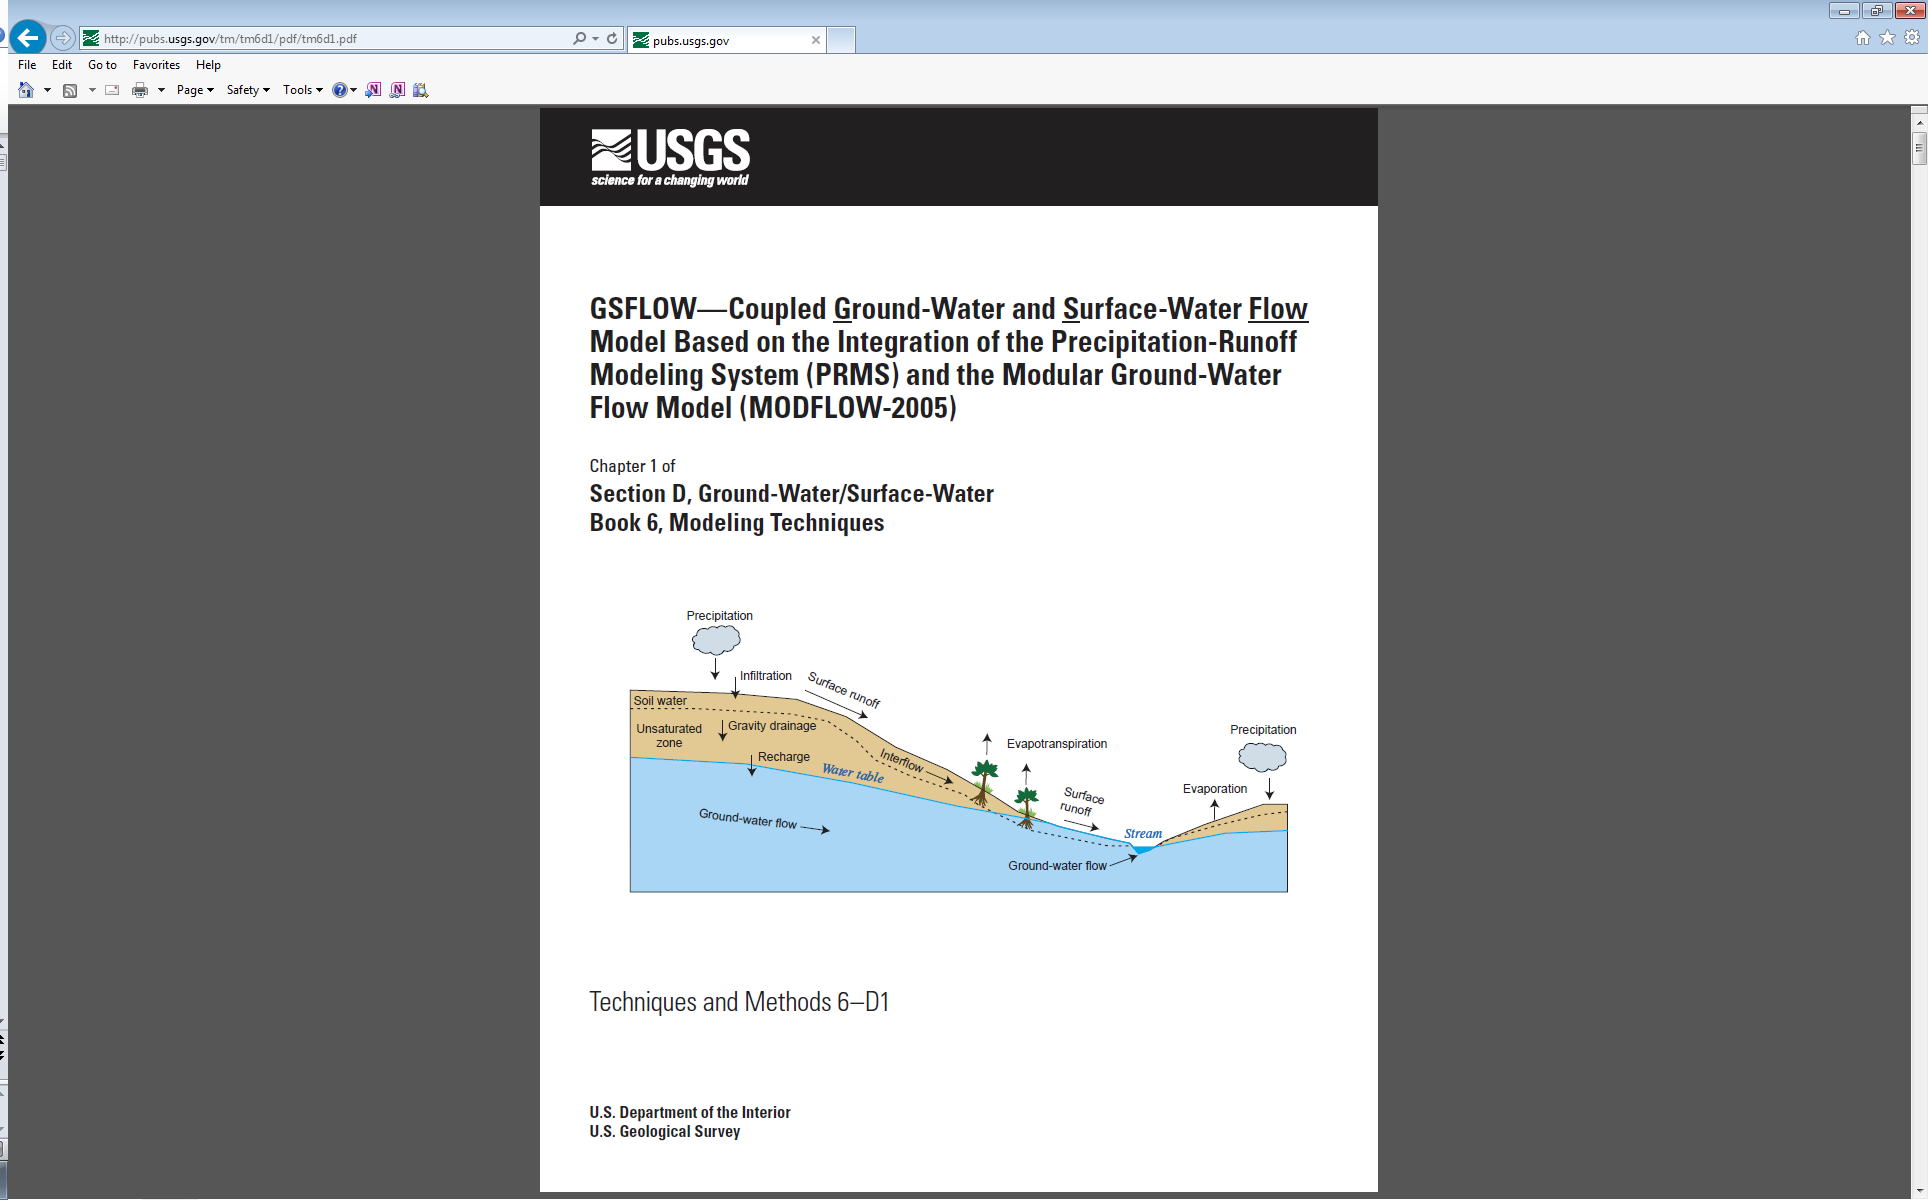 http://pubs.usgs.gov/tm/tm6d1/pdf/tm6d1.pdf
pubs.usgs.gov
File Edit Go to Favorites Help
Page Safety Tools
USGS
science for a changing world
GSFLOW—Coupled Ground-Water and Surface-Water Flow
Model Based on the Integration of the Precipitation-Runoff
Modeling System (PRMS) and the Modular Ground-Water
Flow Model (MODFLOW-2005)
Chapter 1 of
Section D, Ground-Water/Surface-Water
Book 6, Modeling Techniques
Precipitation
Infiltration
Surface runoff
Soil water
Unsaturated
zone
Gravity drainage
Recharge
Water table
Interflow
Ground-water flow
Evapotranspiration
Surface
runoff
Stream
Ground-water flow
Precipitation
Evaporation
Techniques and Methods 6–D1
U.S. Department of the Interior
U.S. Geological Survey